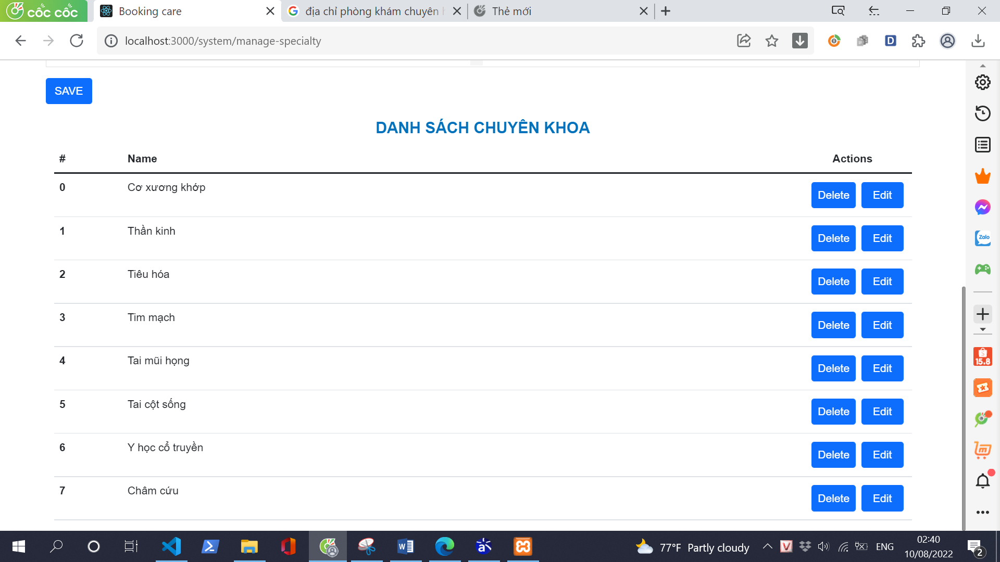 cốc cốc
Booking care
địa chỉ phòng khám chuyên
Thẻ mới
localhost:3000/system/manage-specialty
D
SAVE
DANH SÁCH CHUYÊN KHOA
# Name Actions
0 Cơ xương khớp Delete Edit
1 Thần kinh Delete Edit
2 Tiêu hóa Delete Edit
3 Tim mạch Delete Edit
4 Tai mũi họng Delete Edit
5 Tai cột sống Delete Edit
6 Y học cổ truyền Delete Edit
7 Châm cứu Delete Edit
Zalo
15.8
77°F Partly cloudy
ENG
02:40
10/08/2022
2